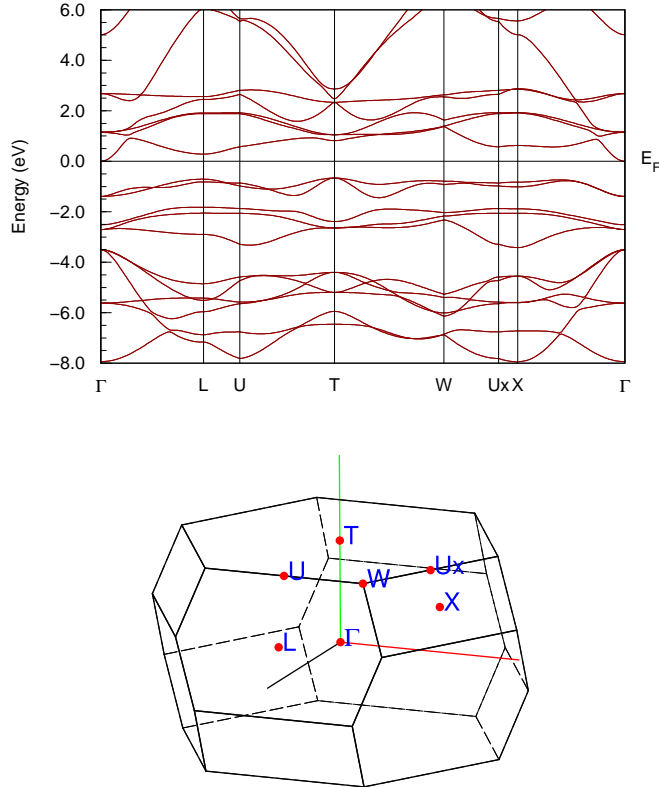 6.0
4.0
2.0
0.0
−2.0
−4.0
−6.0
−8.0
Energy (eV)
E_F
Γ L U T W Ux X Γ
T
U W Ux
X
L Γ